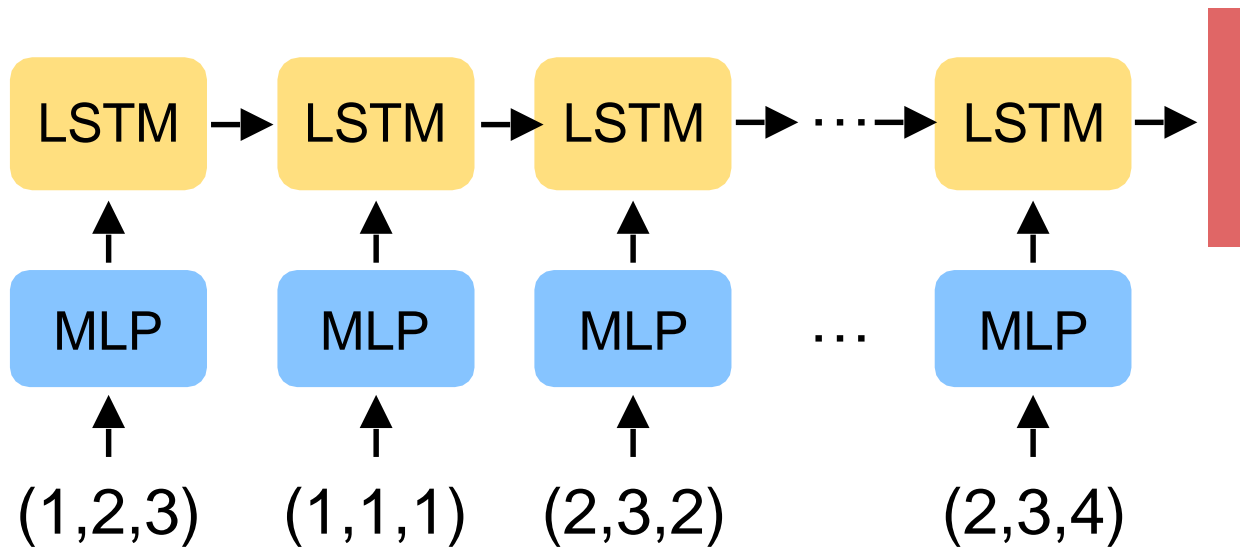 LSTM LSTM LSTM ... LSTM
MLP MLP MLP ... MLP
(1,2,3) (1,1,1) (2,3,2) (2,3,4)